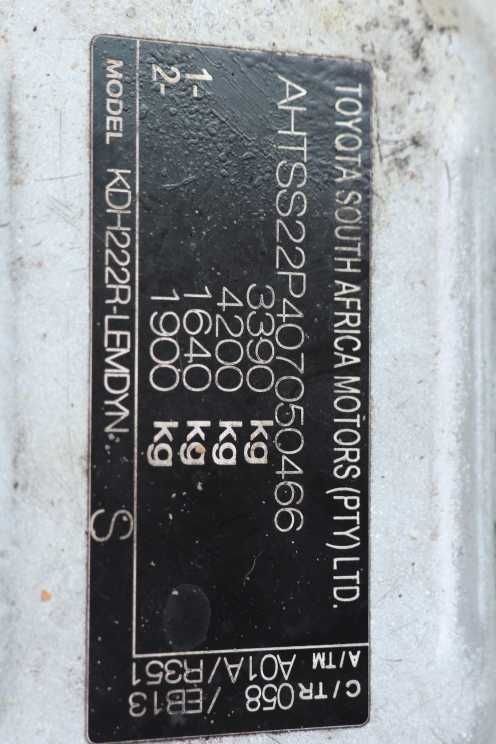 TOYOTA SOUTH AFRICA MOTORS (PTY) LTD.
AHTSS22P407050466
3390 kg
4200 kg
1- 1640 kg
2- 1900 kg
MODEL KDH222R-LEMDYN S
C/TR 058 /EB13
A/TM A01A/R351